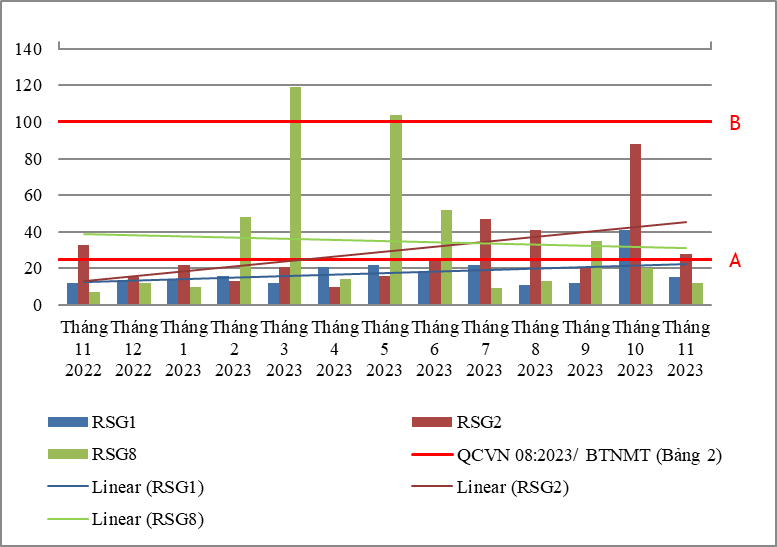 140
120
100
B
80
60
40
A
20
0
Tháng Tháng Tháng Tháng Tháng Tháng Tháng Tháng Tháng Tháng Tháng Tháng Tháng
11 12 1 2 3 4 5 6 7 8 9 10 11
2022 2022 2023 2023 2023 2023 2023 2023 2023 2023 2023 2023 2023
RSG1 RSG2
RSG8 QCVN 08:2023/ BTNMT (Bảng 2)
Linear (RSG1) Linear (RSG2)
Linear (RSG8)